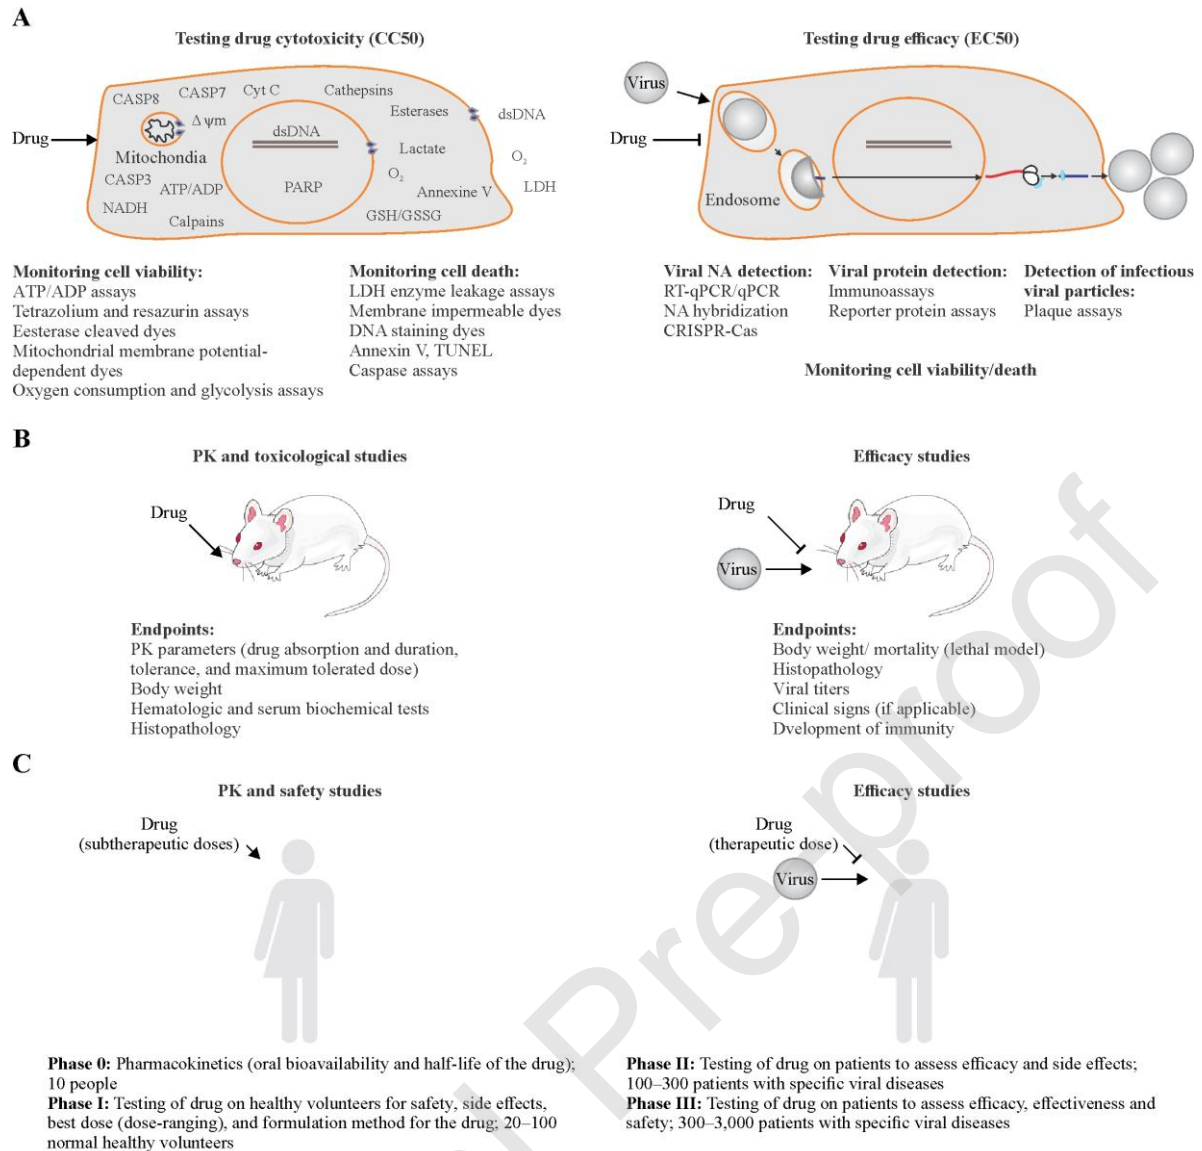 A
Testing drug cytotoxicity (CC50)
Drug
CASP8
CASP7
Cyt C
Cathepsins
Esterases
dsDNA
Δ ψm
Mitochondia
dsDNA
Lactate
O₂
O₂
LDH
CASP3
ATP/ADP
PARP
Annexine V
NADH
Calpains
GSH/GSSG
Monitoring cell viability:
ATP/ADP assays
Tetrazolium and resazurin assays
Eesterase cleaved dyes
Mitochondrial membrane potential-
dependent dyes
Oxygen consumption and glycolysis assays
Monitoring cell death:
LDH enzyme leakage assays
Membrane impermeable dyes
DNA staining dyes
Annexin V, TUNEL
Caspase assays
Testing drug efficacy (EC50)
Virus
Drug
Endosome
Viral NA detection:
RT-qPCR/qPCR
NA hybridization
CRISPR-Cas
Viral protein detection:
Immunoassays
Reporter protein assays
Detection of infectious
viral particles:
Plaque assays
Monitoring cell viability/death
B
PK and toxicological studies
Drug
Endpoints:
PK parameters (drug absorption and duration,
tolerance, and maximum tolerated dose)
Body weight
Hematologic and serum biochemical tests
Histopathology
Efficacy studies
Drug
Virus
Endpoints:
Body weight/ mortality (lethal model)
Histopathology
Viral titers
Clinical signs (if applicable)
Dvelopment of immunity
C
PK and safety studies
Drug
(subtherapeutic doses)
Phase 0: Pharmacokinetics (oral bioavailability and half-life of the drug);
10 people
Phase I: Testing of drug on healthy volunteers for safety, side effects,
best dose (dose-ranging), and formulation method for the drug; 20–100
normal healthy volunteers
Efficacy studies
Drug
(therapeutic dose)
Virus
Phase II: Testing of drug on patients to assess efficacy and side effects;
100–300 patients with specific viral diseases
Phase III: Testing of drug on patients to assess efficacy, effectiveness and
safety; 300–3,000 patients with specific viral diseases
Pre-proof